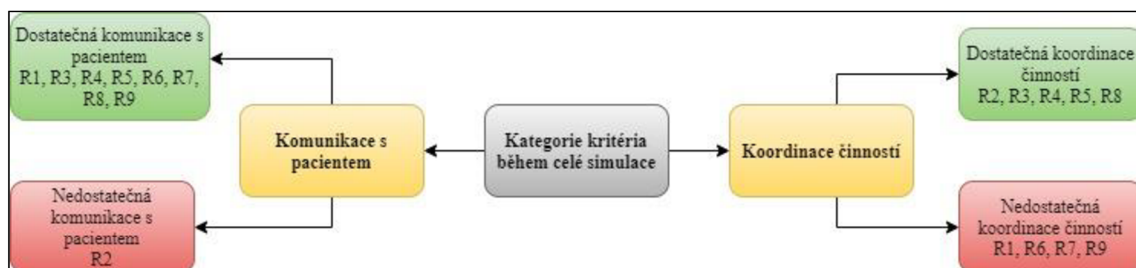 Dostatečná komunikace s
pacientem
R1, R3, R4, R5, R6, R7,
R8, R9
Nedostatečná
komunikace s
pacientem
R2
Komunikace s
pacientem
Kategorie kritéria
během celé simulace
Koordinace činností
Dostatečná koordinace
činností
R2, R3, R4, R5, R8
Nedostatečná
koordinace činností
R1, R6, R7, R9